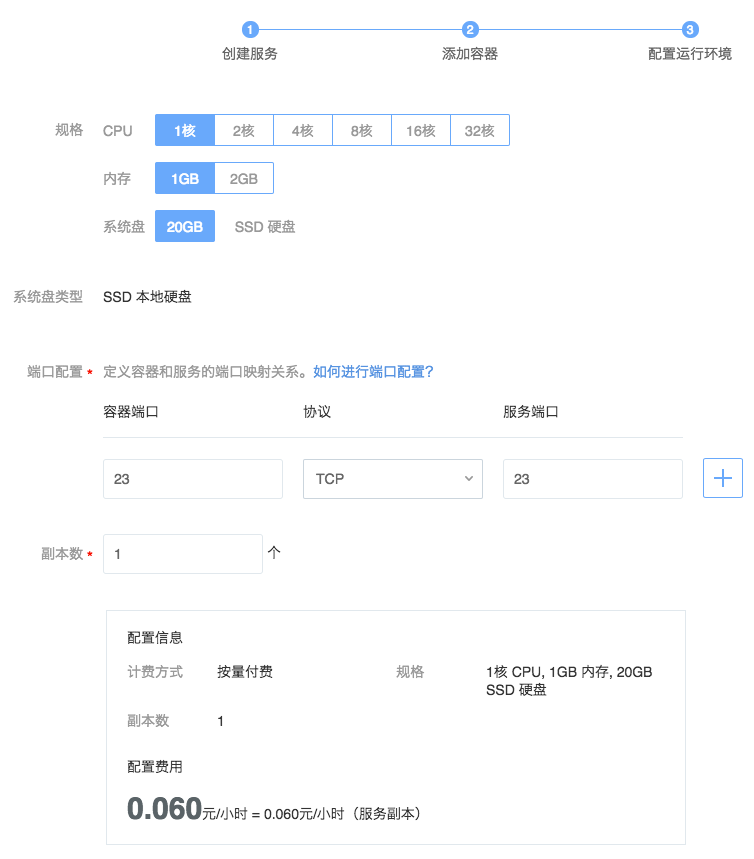 1 2 3
创建服务 添加容器 配置运行环境
规格 CPU 1核 2核 4核 8核 16核 32核
内存 1GB 2GB
系统盘 20GB SSD 硬盘
系统盘类型 SSD 本地硬盘
端口配置 * 定义容器和服务的端口映射关系。如何进行端口配置?
容器端口 协议 服务端口
23 TCP 23
副本数 * 1 个
配置信息
计费方式 按量付费 规格 1核 CPU, 1GB 内存, 20GB
SSD 硬盘
副本数 1
配置费用
0.060元/小时 = 0.060元/小时（服务副本）